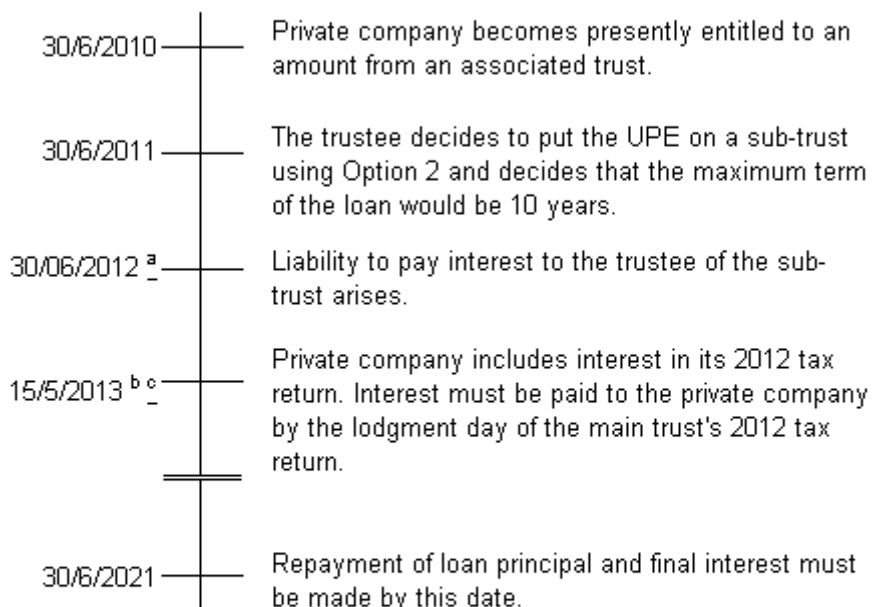 30/6/2010
Private company becomes presently entitled to an
amount from an associated trust.
30/6/2011
The trustee decides to put the UPE on a sub-trust
using Option 2 and decides that the maximum term
of the loan would be 10 years.
30/06/2012 a
Liability to pay interest to the trustee of the sub-
trust arises.
15/5/2013 b c
Private company includes interest in its 2012 tax
return. Interest must be paid to the private company
by the lodgment day of the main trust's 2012 tax
return.
30/6/2021
Repayment of loan principal and final interest must
be made by this date.